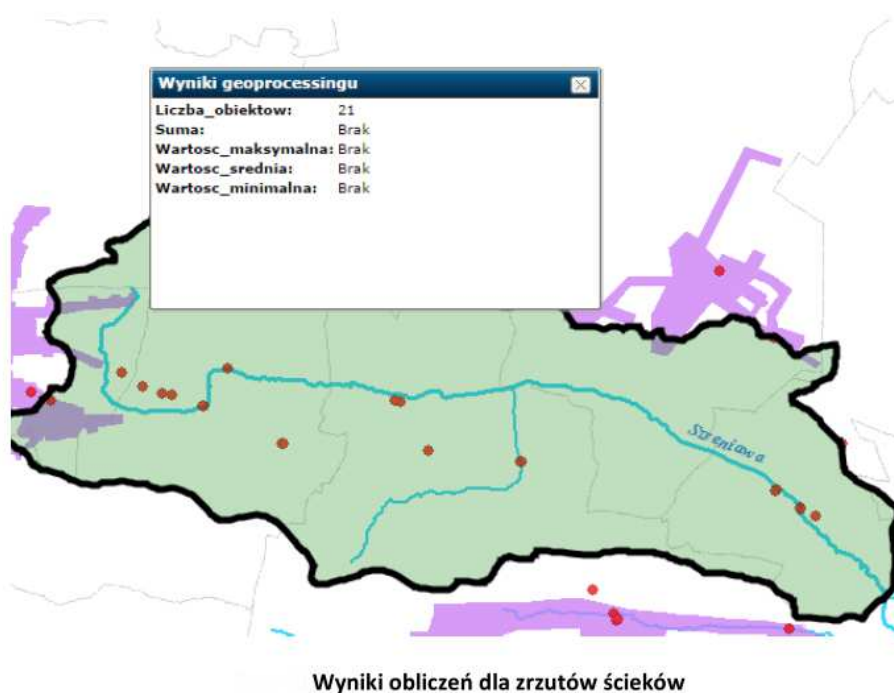 Wyniki geoprocessingu
Liczba_obiektow: 21
Suma: Brak
Wartosc_maksymalna: Brak
Wartosc_srednia: Brak
Wartosc_minimalna: Brak
Szreniawa
Wyniki obliczeń dla zrzutów ścieków